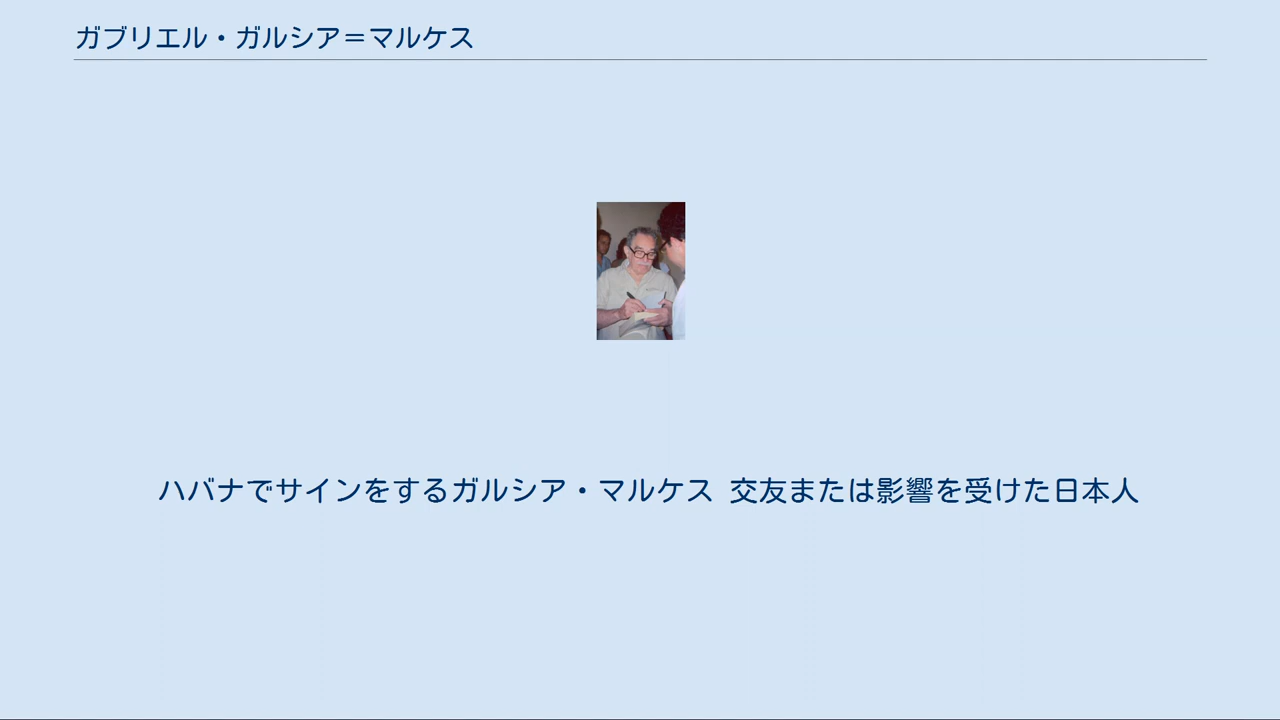 ガブリエル・ガルシア＝マルケス
ハバナでサインをするガルシア・マルケス 交友または影響を受けた日本人